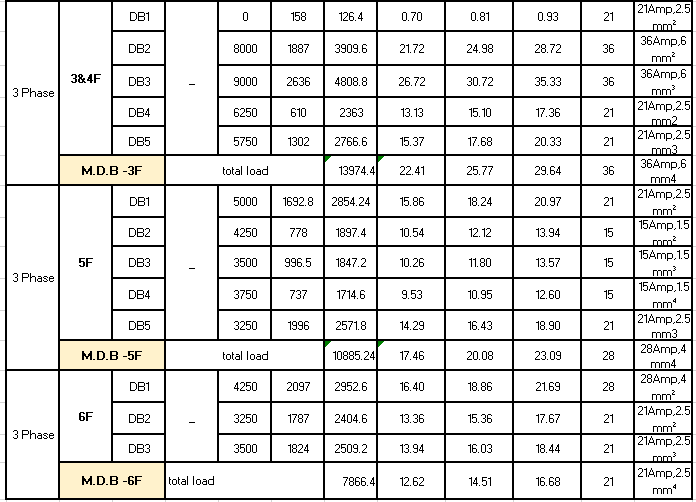 3 Phase 3&4F DB1 – 0 158 126.4 0.70 0.81 0.93 21 21Amp,2.5 mm²
DB2 8000 1887 3909.6 21.72 24.98 28.72 36 36Amp,6 mm²
DB3 9000 2636 4808.8 26.72 30.72 35.33 36 36Amp,6 mm³
DB4 6250 610 2363 13.13 15.10 17.36 21 21Amp,2.5 mm2
DB5 5750 1302 2766.6 15.37 17.68 20.33 21 21Amp,2.5 mm3
M.D.B -3F total load 13974.4 22.41 25.77 29.64 36 36Amp,6 mm4
3 Phase 5F DB1 – 5000 1692.8 2854.24 15.86 18.24 20.97 21 21Amp,2.5 mm²
DB2 4250 778 1897.4 10.54 12.12 13.94 15 15Amp,1.5 mm²
DB3 3500 996.5 1847.2 10.26 11.80 13.57 15 15Amp,1.5 mm³
DB4 3750 737 1714.6 9.53 10.95 12.60 15 15Amp,1.5 mm⁴
DB5 3250 1996 2571.8 14.29 16.43 18.90 21 21Amp,2.5 mm3
M.D.B -5F total load 10885.24 17.46 20.08 23.09 28 28Amp,4 mm4
3 Phase 6F DB1 – 4250 2097 2952.6 16.40 18.86 21.69 28 28Amp,4 mm²
DB2 3250 1787 2404.6 13.36 15.36 17.67 21 21Amp,2.5 mm²
DB3 3500 1824 2509.2 13.94 16.03 18.44 21 21Amp,2.5 mm³
M.D.B -6F total load 7866.4 12.62 14.51 16.68 21 21Amp,2.5 mm⁴